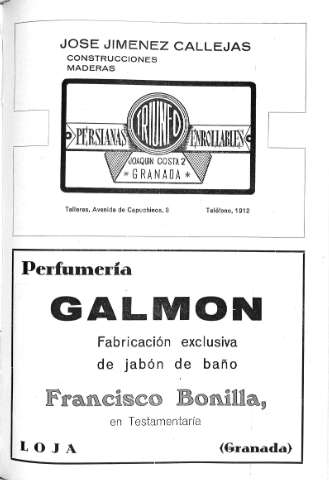 JOSE JIMENEZ CALLEJAS
CONSTRUCCIONES
MADERAS
TRIUNFO
PERSIANAS ENROLLABLES
JOAQUIN COSTA 2
* GRANADA *
Talleres, Avenida de Capuchinos, 8 Teléfono, 1912
Perfumería
GALMON
Fabricación exclusiva
de jabón de baño
Francisco Bonilla,
en Testamentaría
LOJA (Granada)